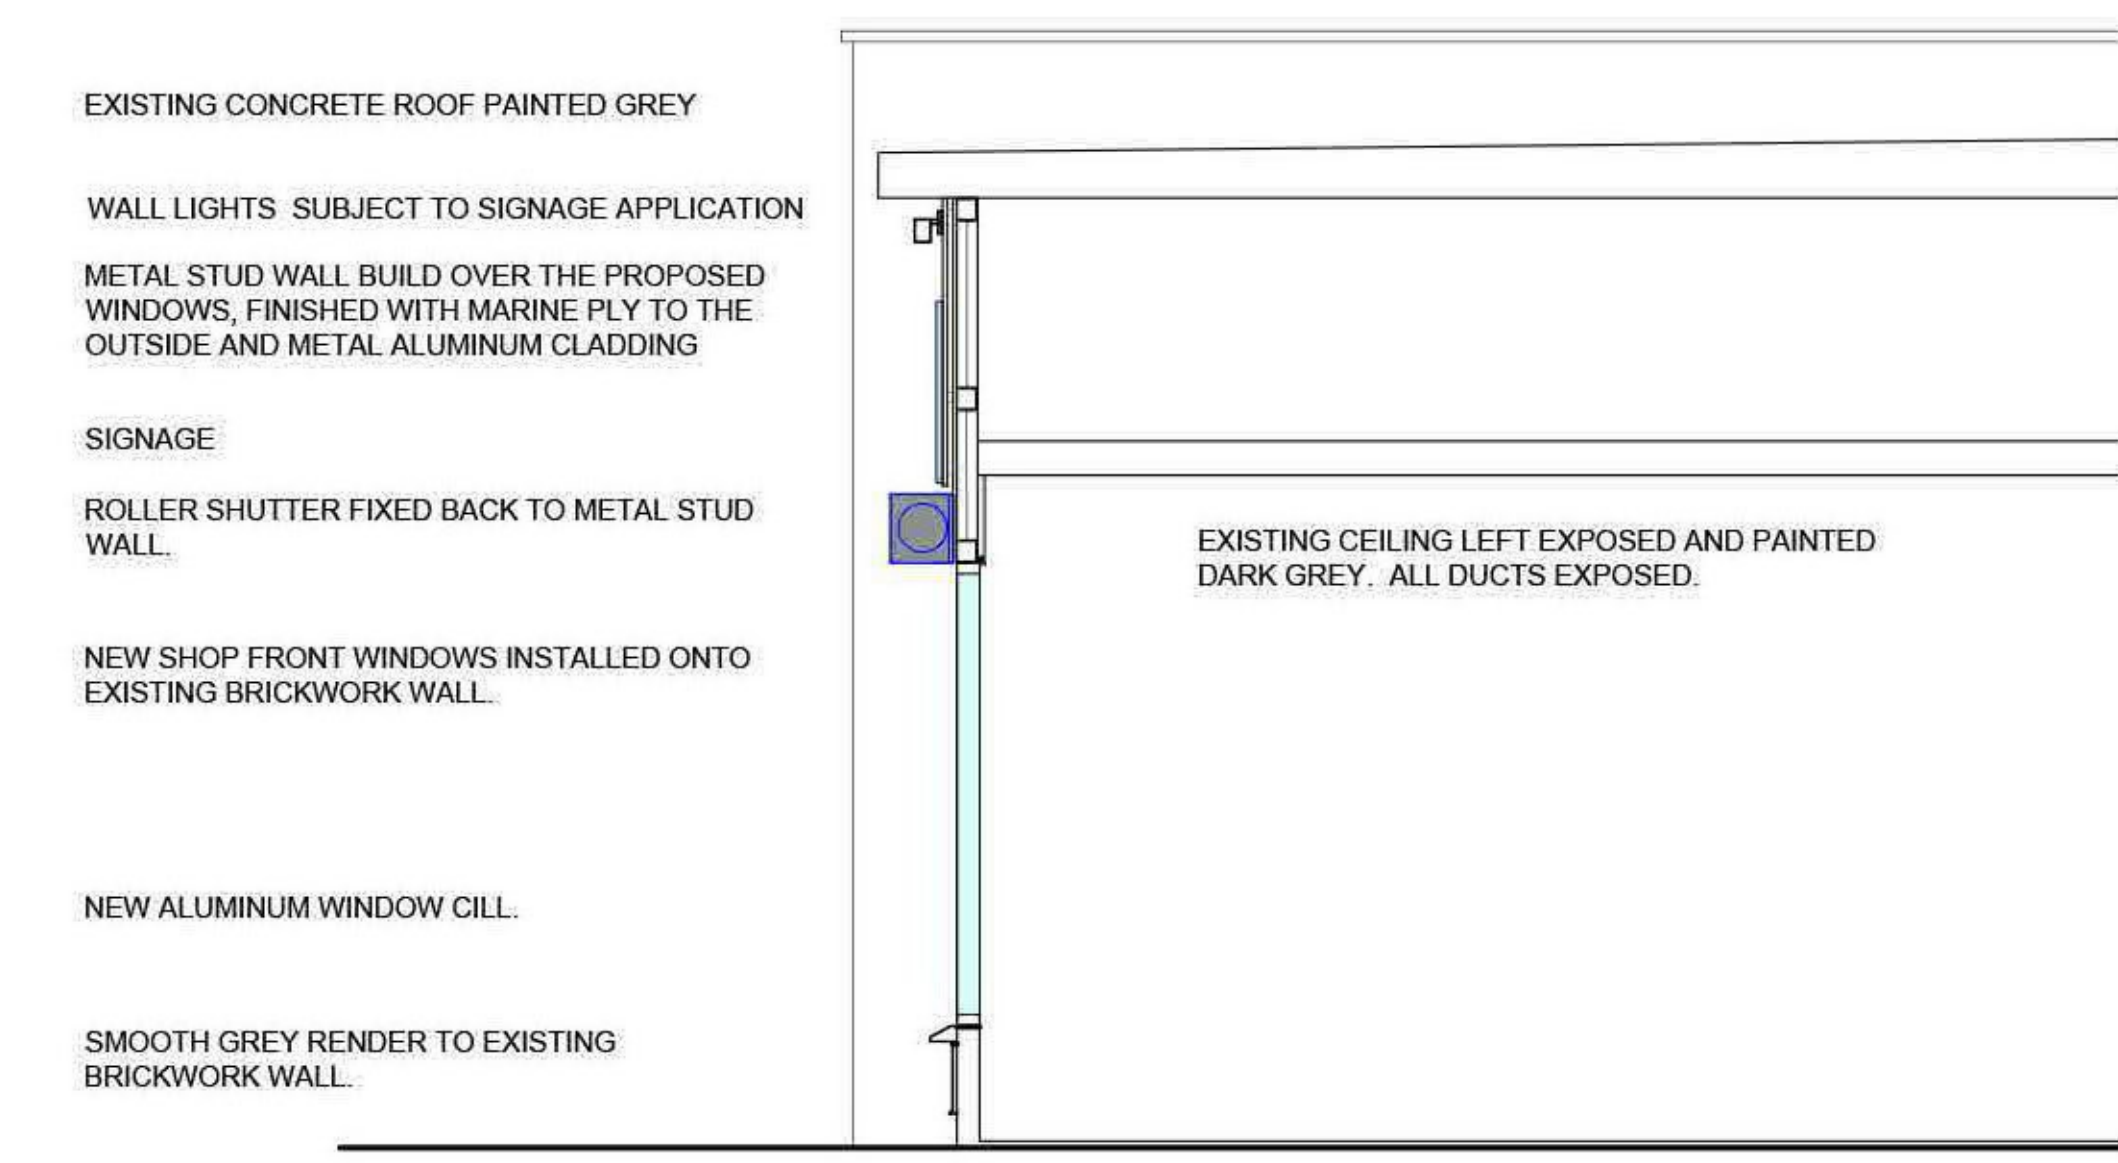 EXISTING CONCRETE ROOF PAINTED GREY
WALL LIGHTS  SUBJECT TO SIGNAGE APPLICATION
METAL STUD WALL BUILD OVER THE PROPOSED
WINDOWS, FINISHED WITH MARINE PLY TO THE
OUTSIDE AND METAL ALUMINUM CLADDING
SIGNAGE
ROLLER SHUTTER FIXED BACK TO METAL STUD
WALL.
EXISTING CEILING LEFT EXPOSED AND PAINTED
DARK GREY.  ALL DUCTS EXPOSED.
NEW SHOP FRONT WINDOWS INSTALLED ONTO
EXISTING BRICKWORK WALL.
NEW ALUMINUM WINDOW CILL.
SMOOTH GREY RENDER TO EXISTING
BRICKWORK WALL.